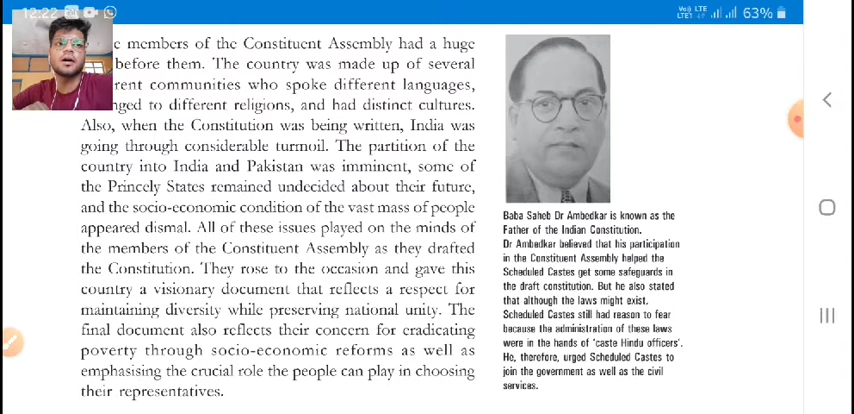 12:22
Voi) LTE
LTE1
63%
members of the Constituent Assembly had a huge
before them. The country was made up of several
rent communities who spoke different languages,
nged to different religions, and had distinct cultures.
Also, when the Constitution was being written, India was
going through considerable turmoil. The partition of the
country into India and Pakistan was imminent, some of
the Princely States remained undecided about their future,
and the socio-economic condition of the vast mass of people
appeared dismal. All of these issues played on the minds of
the members of the Constituent Assembly as they drafted
the Constitution. They rose to the occasion and gave this
country a visionary document that reflects a respect for
maintaining diversity while preserving national unity. The
final document also reflects their concern for eradicating
poverty through socio-economic reforms as well as
emphasising the crucial role the people can play in choosing
their representatives.
Baba Saheb Dr Ambedkar is known as the
Father of the Indian Constitution.
Dr Ambedkar believed that his participation
in the Constituent Assembly helped the
Scheduled Castes get some safeguards in
the draft constitution. But he also stated
that although the laws might exist,
Scheduled Castes still had reason to fear
because the administration of these laws
were in the hands of 'caste Hindu officers'.
He, therefore, urged Scheduled Castes to
join the government as well as the civil
services.